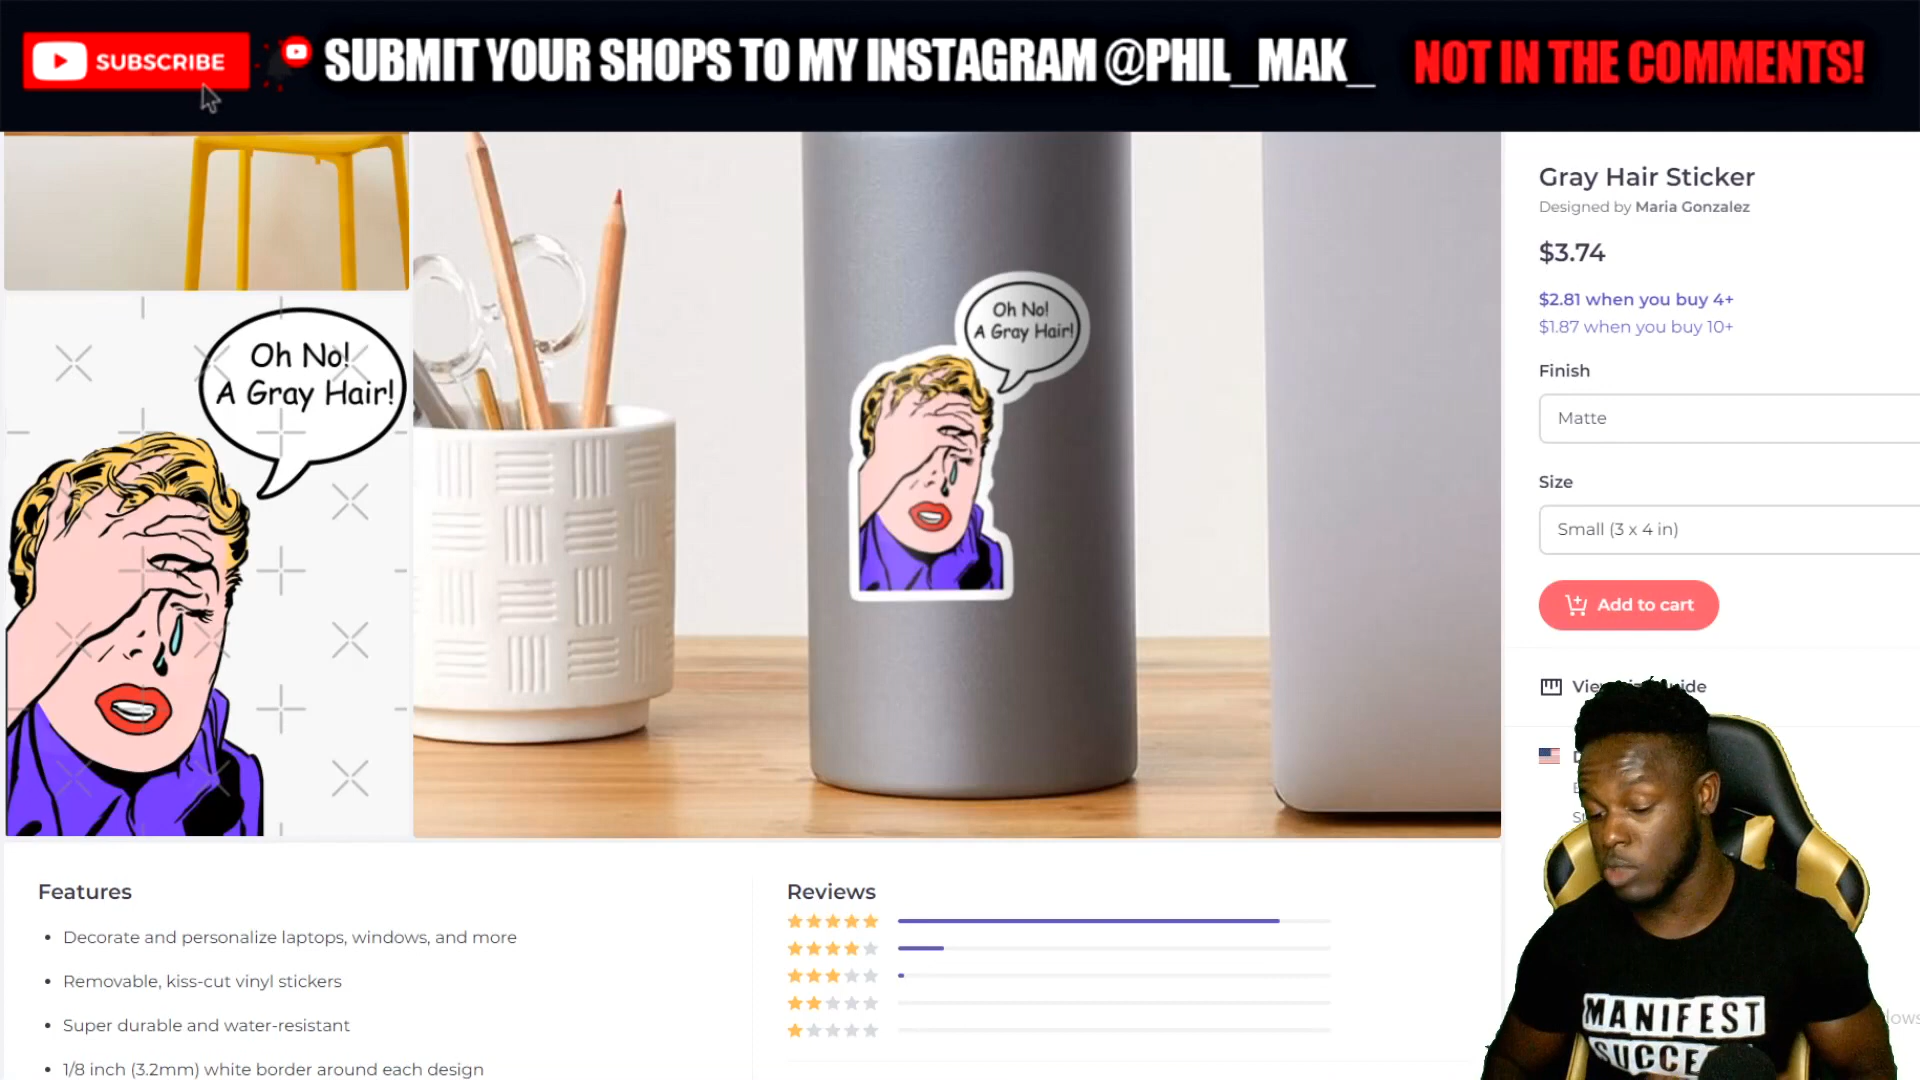 SUBSCRIBE
SUBMIT YOUR SHOPS TO MY INSTAGRAM @PHIL_MAK_ NOT IN THE COMMENTS!
Oh No!
A Gray Hair!
Oh No!
A Gray Hair!
Gray Hair Sticker
Designed by Maria Gonzalez
$3.74
$2.81 when you buy 4+
$1.87 when you buy 10+
Finish
Matte
Size
Small (3 x 4 in)
Add to cart
Features
Decorate and personalize laptops, windows, and more
Removable, kiss-cut vinyl stickers
Super durable and water-resistant
1/8 inch (3.2mm) white border around each design
Reviews
MANIFEST